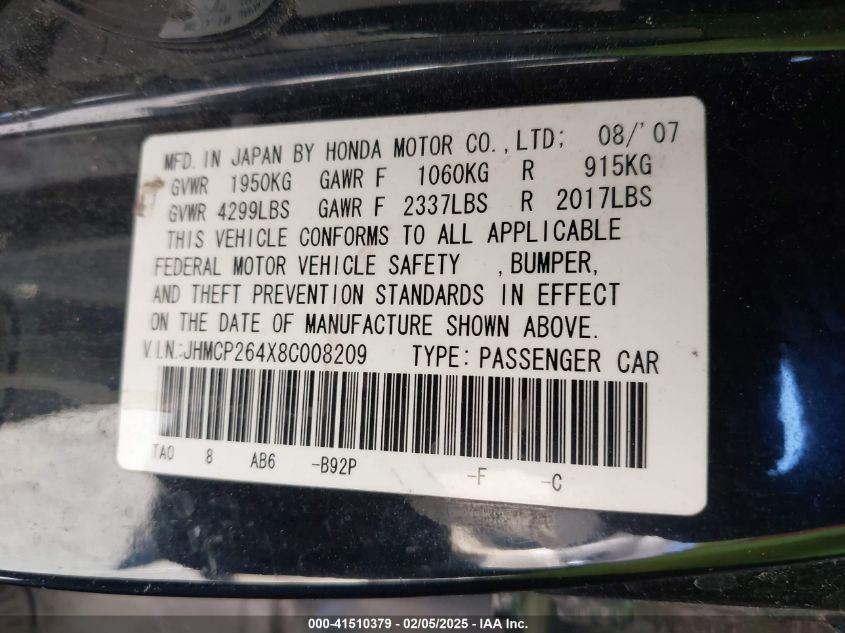 MFD. IN JAPAN BY HONDA MOTOR CO.,LTD; 08/'07
GVWR 1950KG GAWR F 1060KG R 915KG
GVWR 4299LBS GAWR F 2337LBS R 2017LBS
THIS VEHICLE CONFORMS TO ALL APPLICABLE
FEDERAL MOTOR VEHICLE SAFETY , BUMPER,
AND THEFT PREVENTION STANDARDS IN EFFECT
ON THE DATE OF MANUFACTURE SHOWN ABOVE.
V.I.N.:JHMCP264X8C008209 TYPE: PASSENGER CAR
TA0 8 AB6 -B92P -F -C
000-41510379 - 02/05/2025 - IAA Inc.